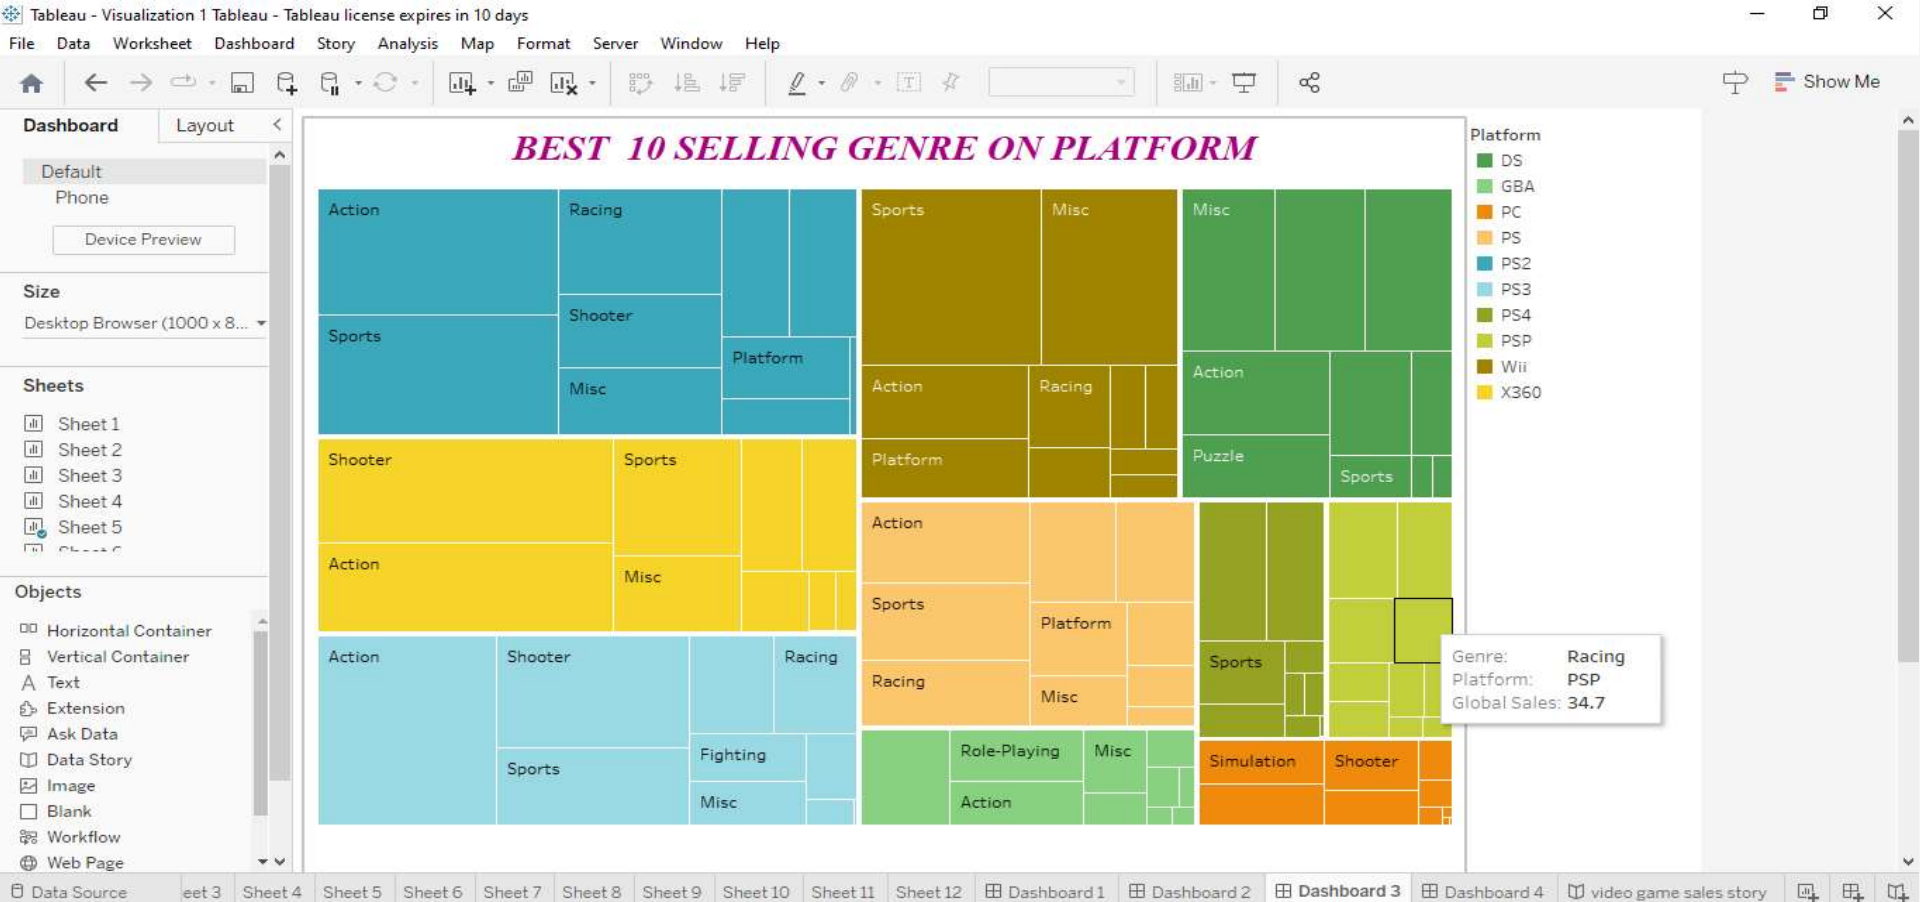 Tableau - Visualization 1 Tableau - Tableau license expires in 10 days
File Data Worksheet Dashboard Story Analysis Map Format Server Window Help
Show Me
Dashboard Layout
Default
Phone
Device Preview
Size
Desktop Browser (1000 x 8...
Sheets
Sheet 1
Sheet 2
Sheet 3
Sheet 4
Sheet 5
Objects
Horizontal Container
Vertical Container
Text
Extension
Ask Data
Data Story
Image
Blank
Workflow
Web Page
BEST 10 SELLING GENRE ON PLATFORM
Action
Racing
Sports
Shooter
Misc
Platform
Sports
Misc
Action
Racing
Platform
Misc
Action
Puzzle
Sports
Shooter
Sports
Action
Misc
Action
Sports
Platform
Racing
Misc
Sports
Action
Shooter
Racing
Sports
Fighting
Misc
Role-Playing
Misc
Action
Simulation
Shooter
Genre: Racing
Platform: PSP
Global Sales: 34.7
Platform
DS
GBA
PC
PS
PS2
PS3
PS4
PSP
Wii
X360
Data Source eet 3 Sheet 4 Sheet 5 Sheet 6 Sheet 7 Sheet 8 Sheet 9 Sheet 10 Sheet 11 Sheet 12 Dashboard 1 Dashboard 2 Dashboard 3 Dashboard 4 video game sales story